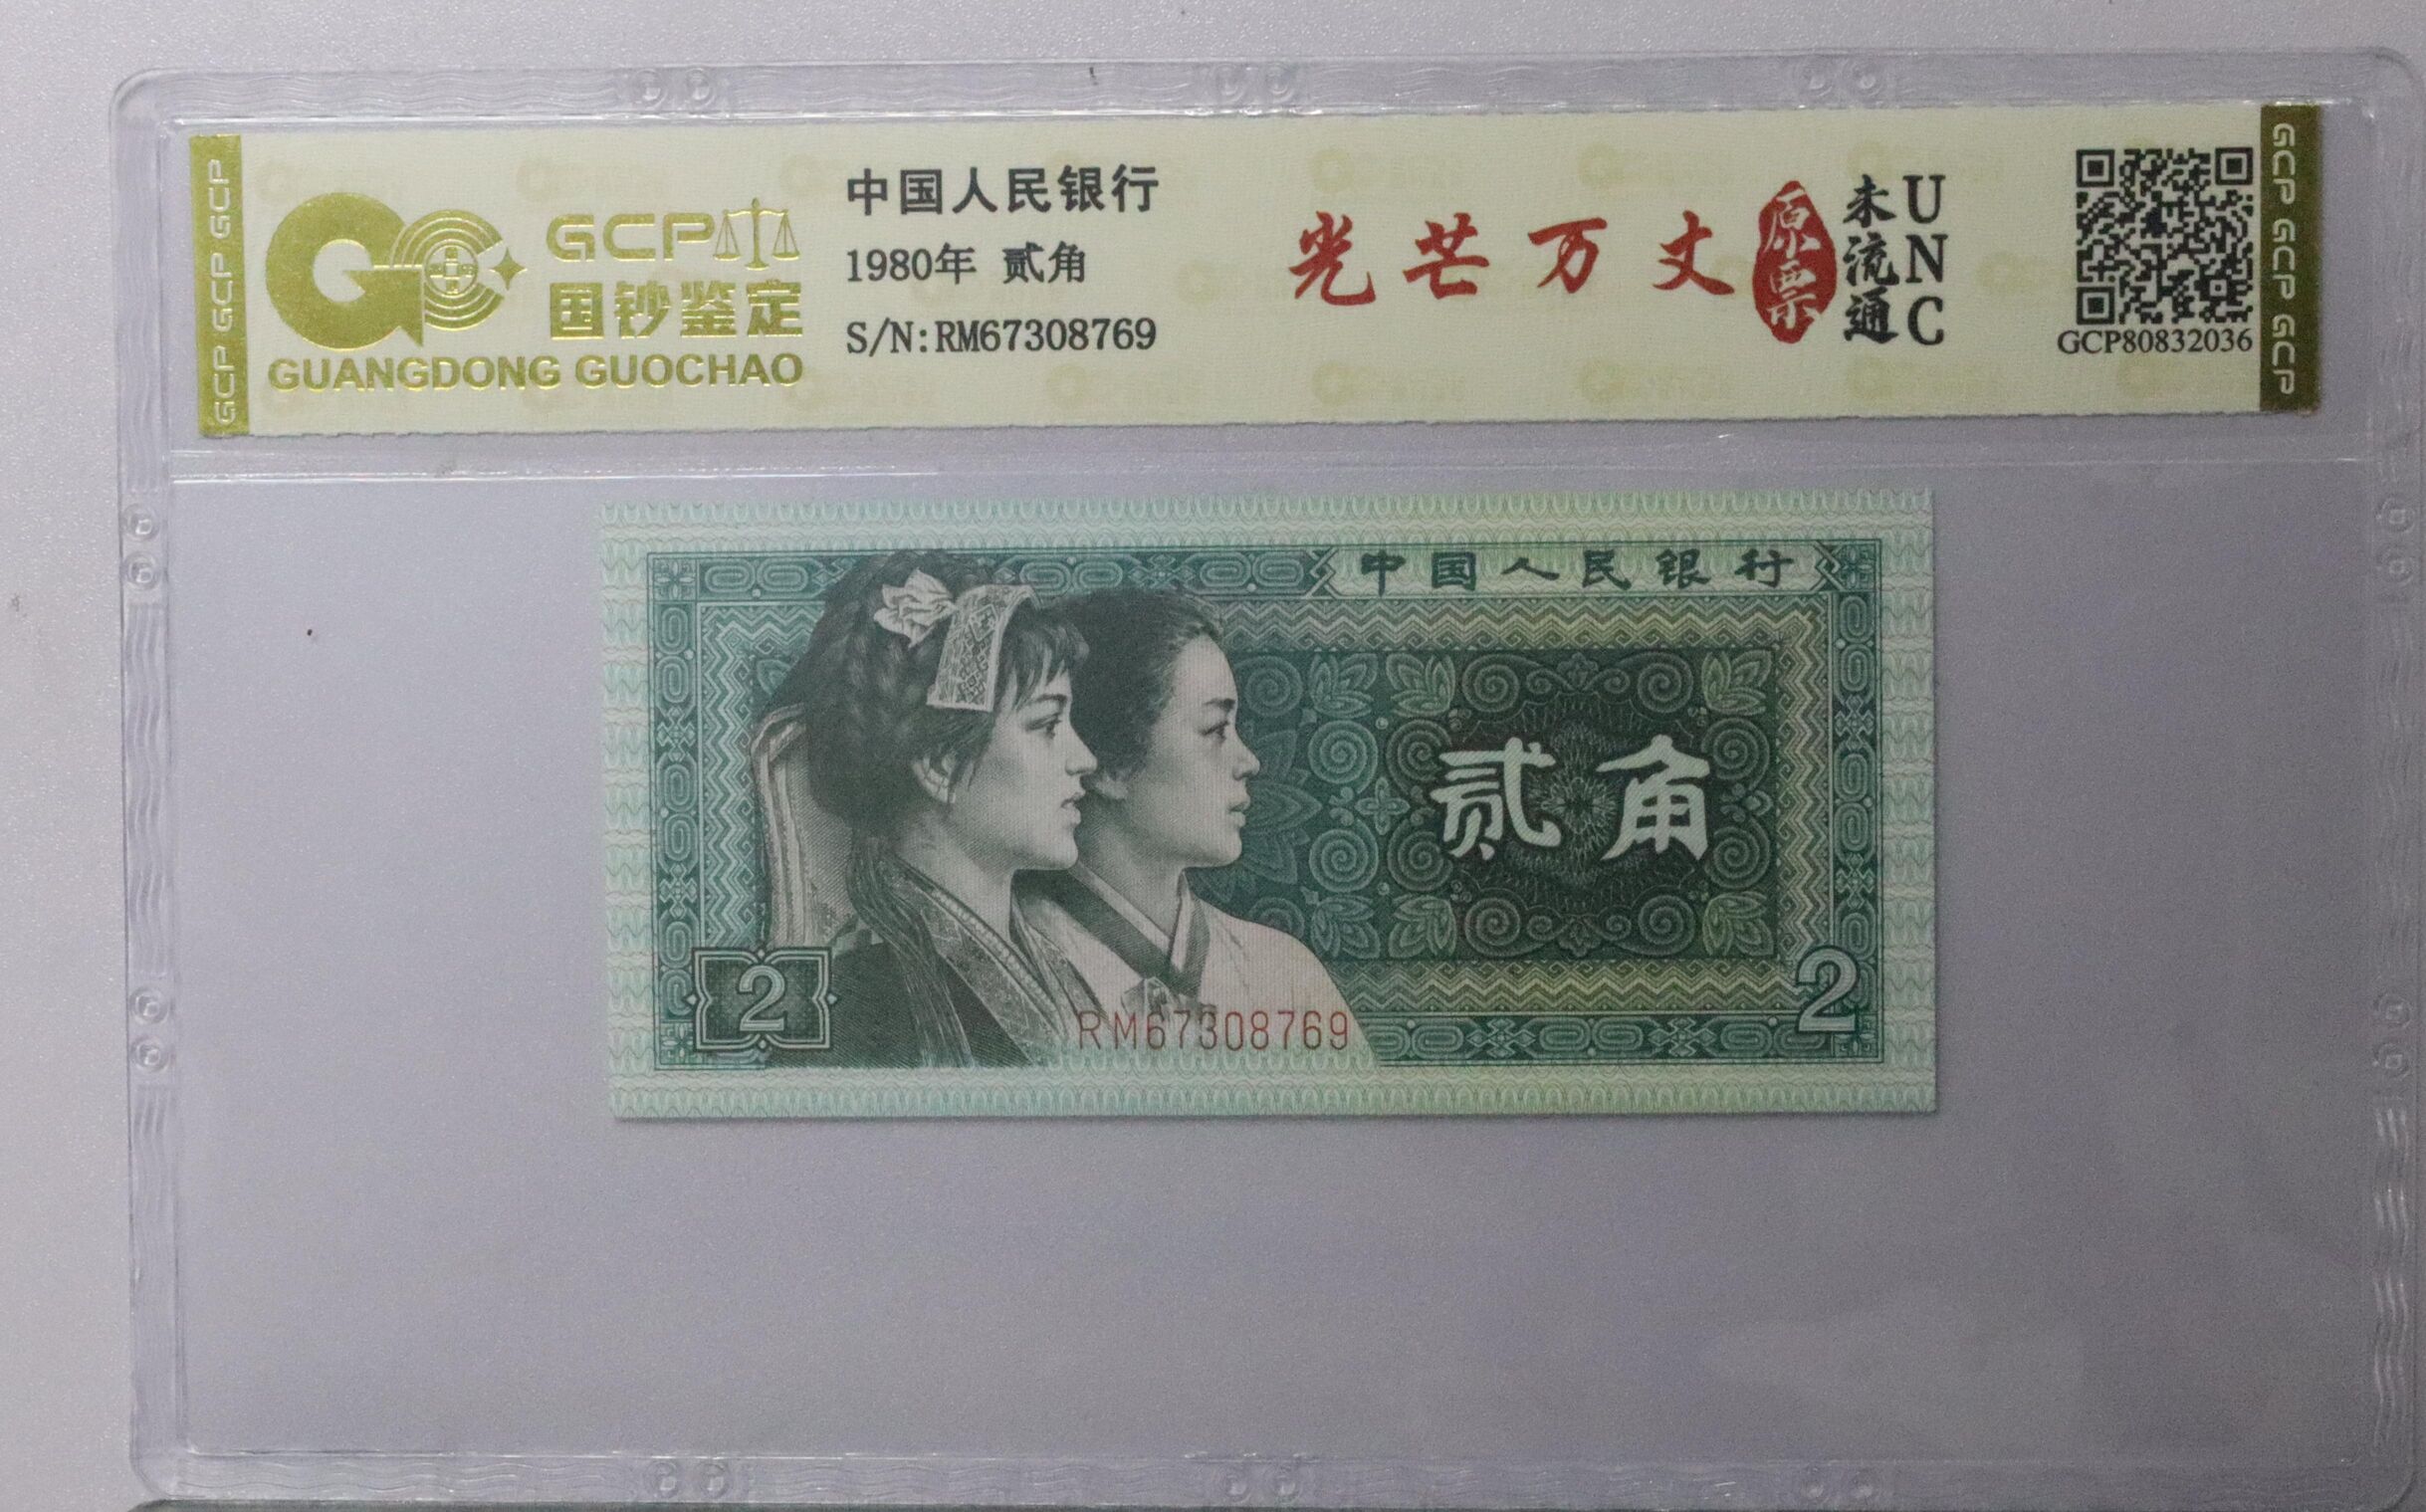 GCP GCP GCP
GCP
国钞鉴定
GUANGDONG GUOCHAO
中国人民银行
1980年 贰角
S/N:RM67308769
光芒万丈
原票
未流通
UNC
GCP80832036
GCP GCP GCP
中国人民银行
贰角
2
RM67308769
2